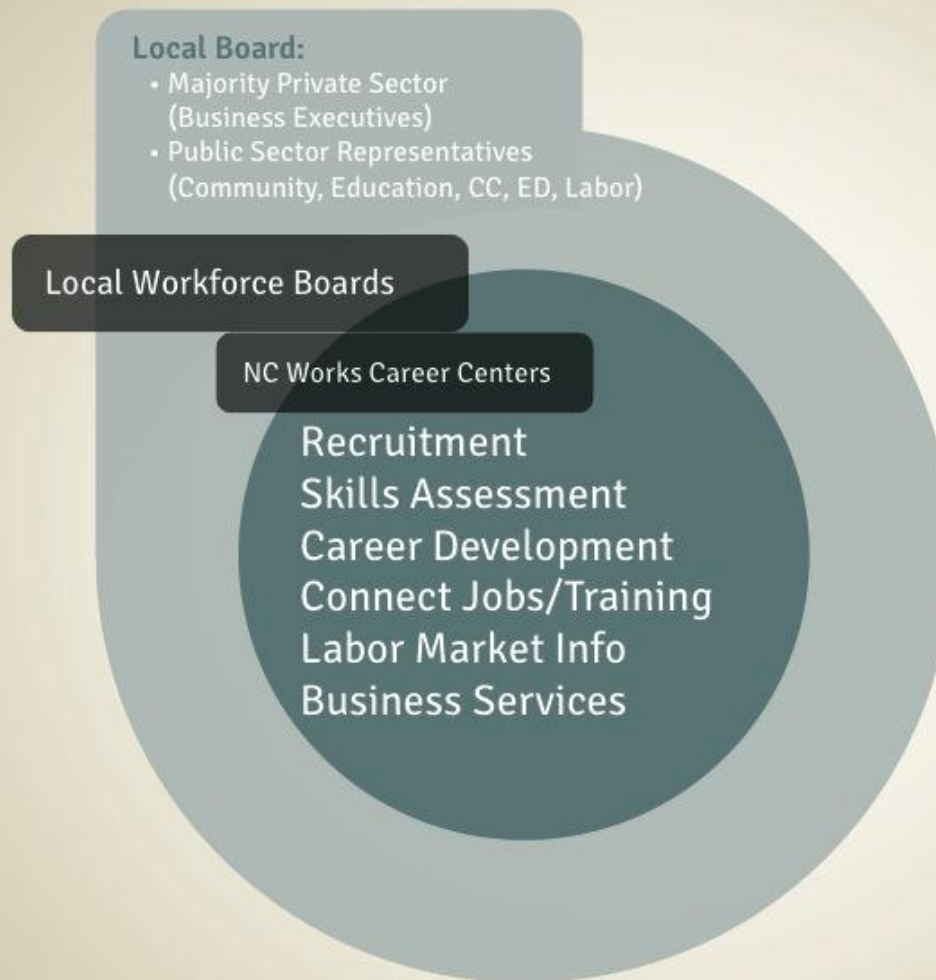 Local Board:
• Majority Private Sector
(Business Executives)
• Public Sector Representatives
(Community, Education, CC, ED, Labor)
Local Workforce Boards
NC Works Career Centers
Recruitment
Skills Assessment
Career Development
Connect Jobs/Training
Labor Market Info
Business Services